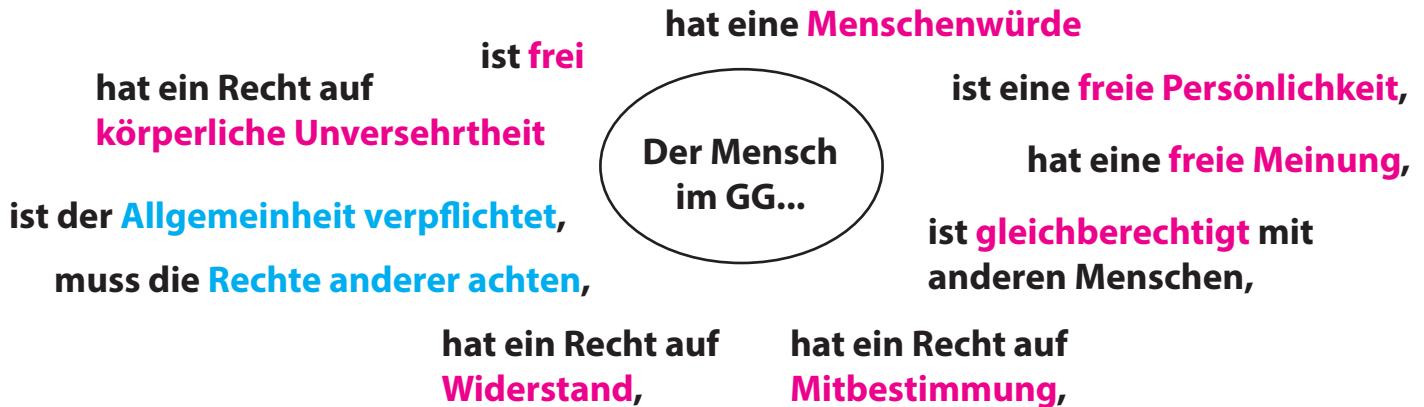 hat eine Menschenwürde
ist frei
hat ein Recht auf
körperliche Unversehrtheit
ist eine freie Persönlichkeit,
Der Mensch
im GG...
hat eine freie Meinung,
ist der Allgemeinheit verpflichtet,
ist gleichberechtigt mit
anderen Menschen,
muss die Rechte anderer achten,
hat ein Recht auf
Widerstand,
hat ein Recht auf
Mitbestimmung,